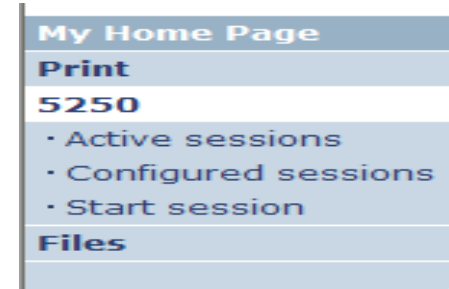 My Home Page
Print
5250
· Active sessions
· Configured sessions
· Start session
Files